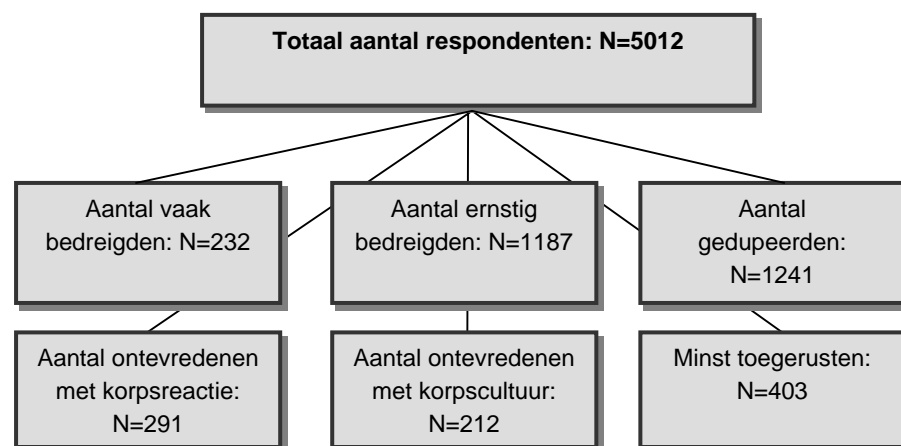 Totaal aantal respondenten: N=5012
Aantal vaak
bedreigden: N=232
Aantal ernstig
bedreigden: N=1187
Aantal
gedupeerden:
N=1241
Aantal ontevredenen
met korpsreactie:
N=291
Aantal ontevredenen
met korpscultuur:
N=212
Minst toegerusten:
N=403